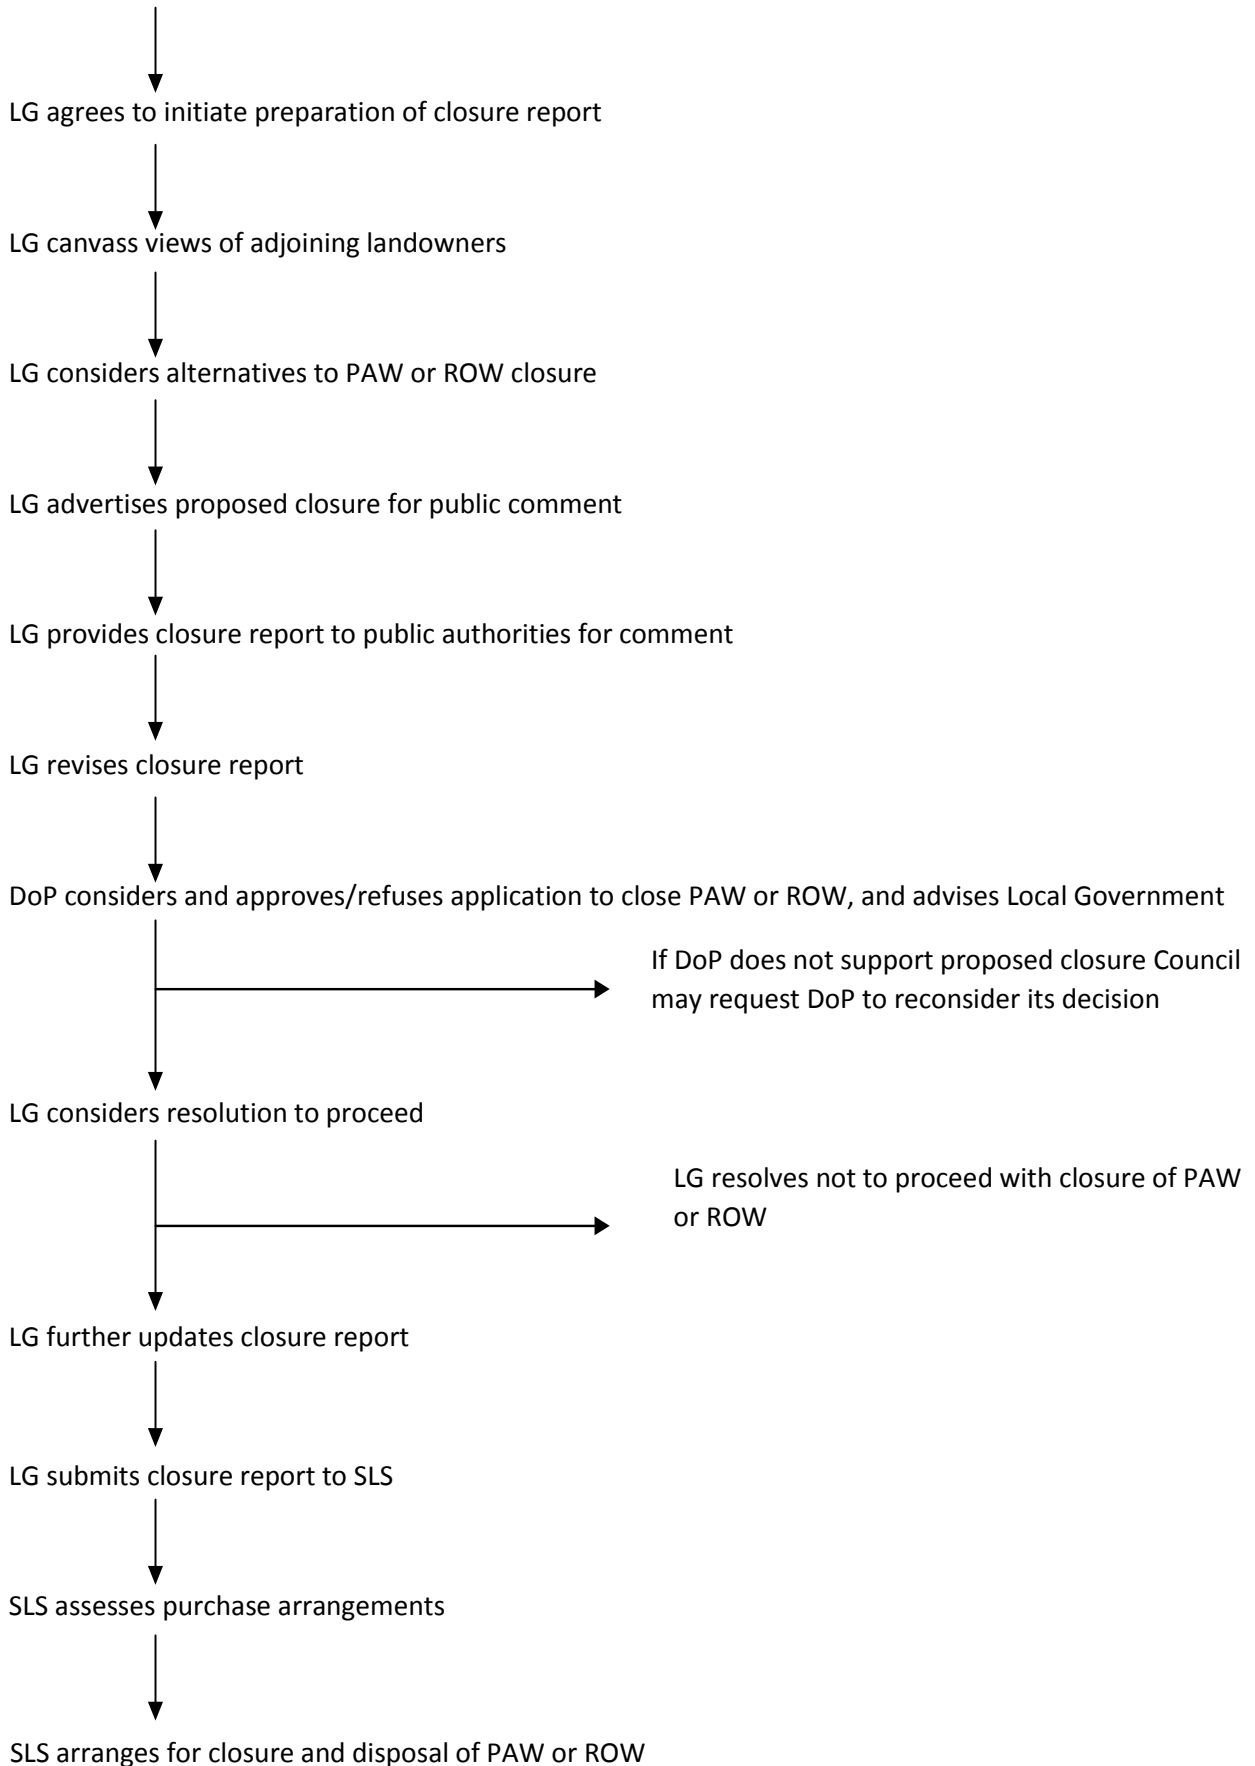 LG agrees to initiate preparation of closure report
LG canvass views of adjoining landowners
LG considers alternatives to PAW or ROW closure
LG advertises proposed closure for public comment
LG provides closure report to public authorities for comment
LG revises closure report
DoP considers and approves/refuses application to close PAW or ROW, and advises Local Government
If DoP does not support proposed closure Council
may request DoP to reconsider its decision
LG considers resolution to proceed
LG resolves not to proceed with closure of PAW
or ROW
LG further updates closure report
LG submits closure report to SLS
SLS assesses purchase arrangements
SLS arranges for closure and disposal of PAW or ROW